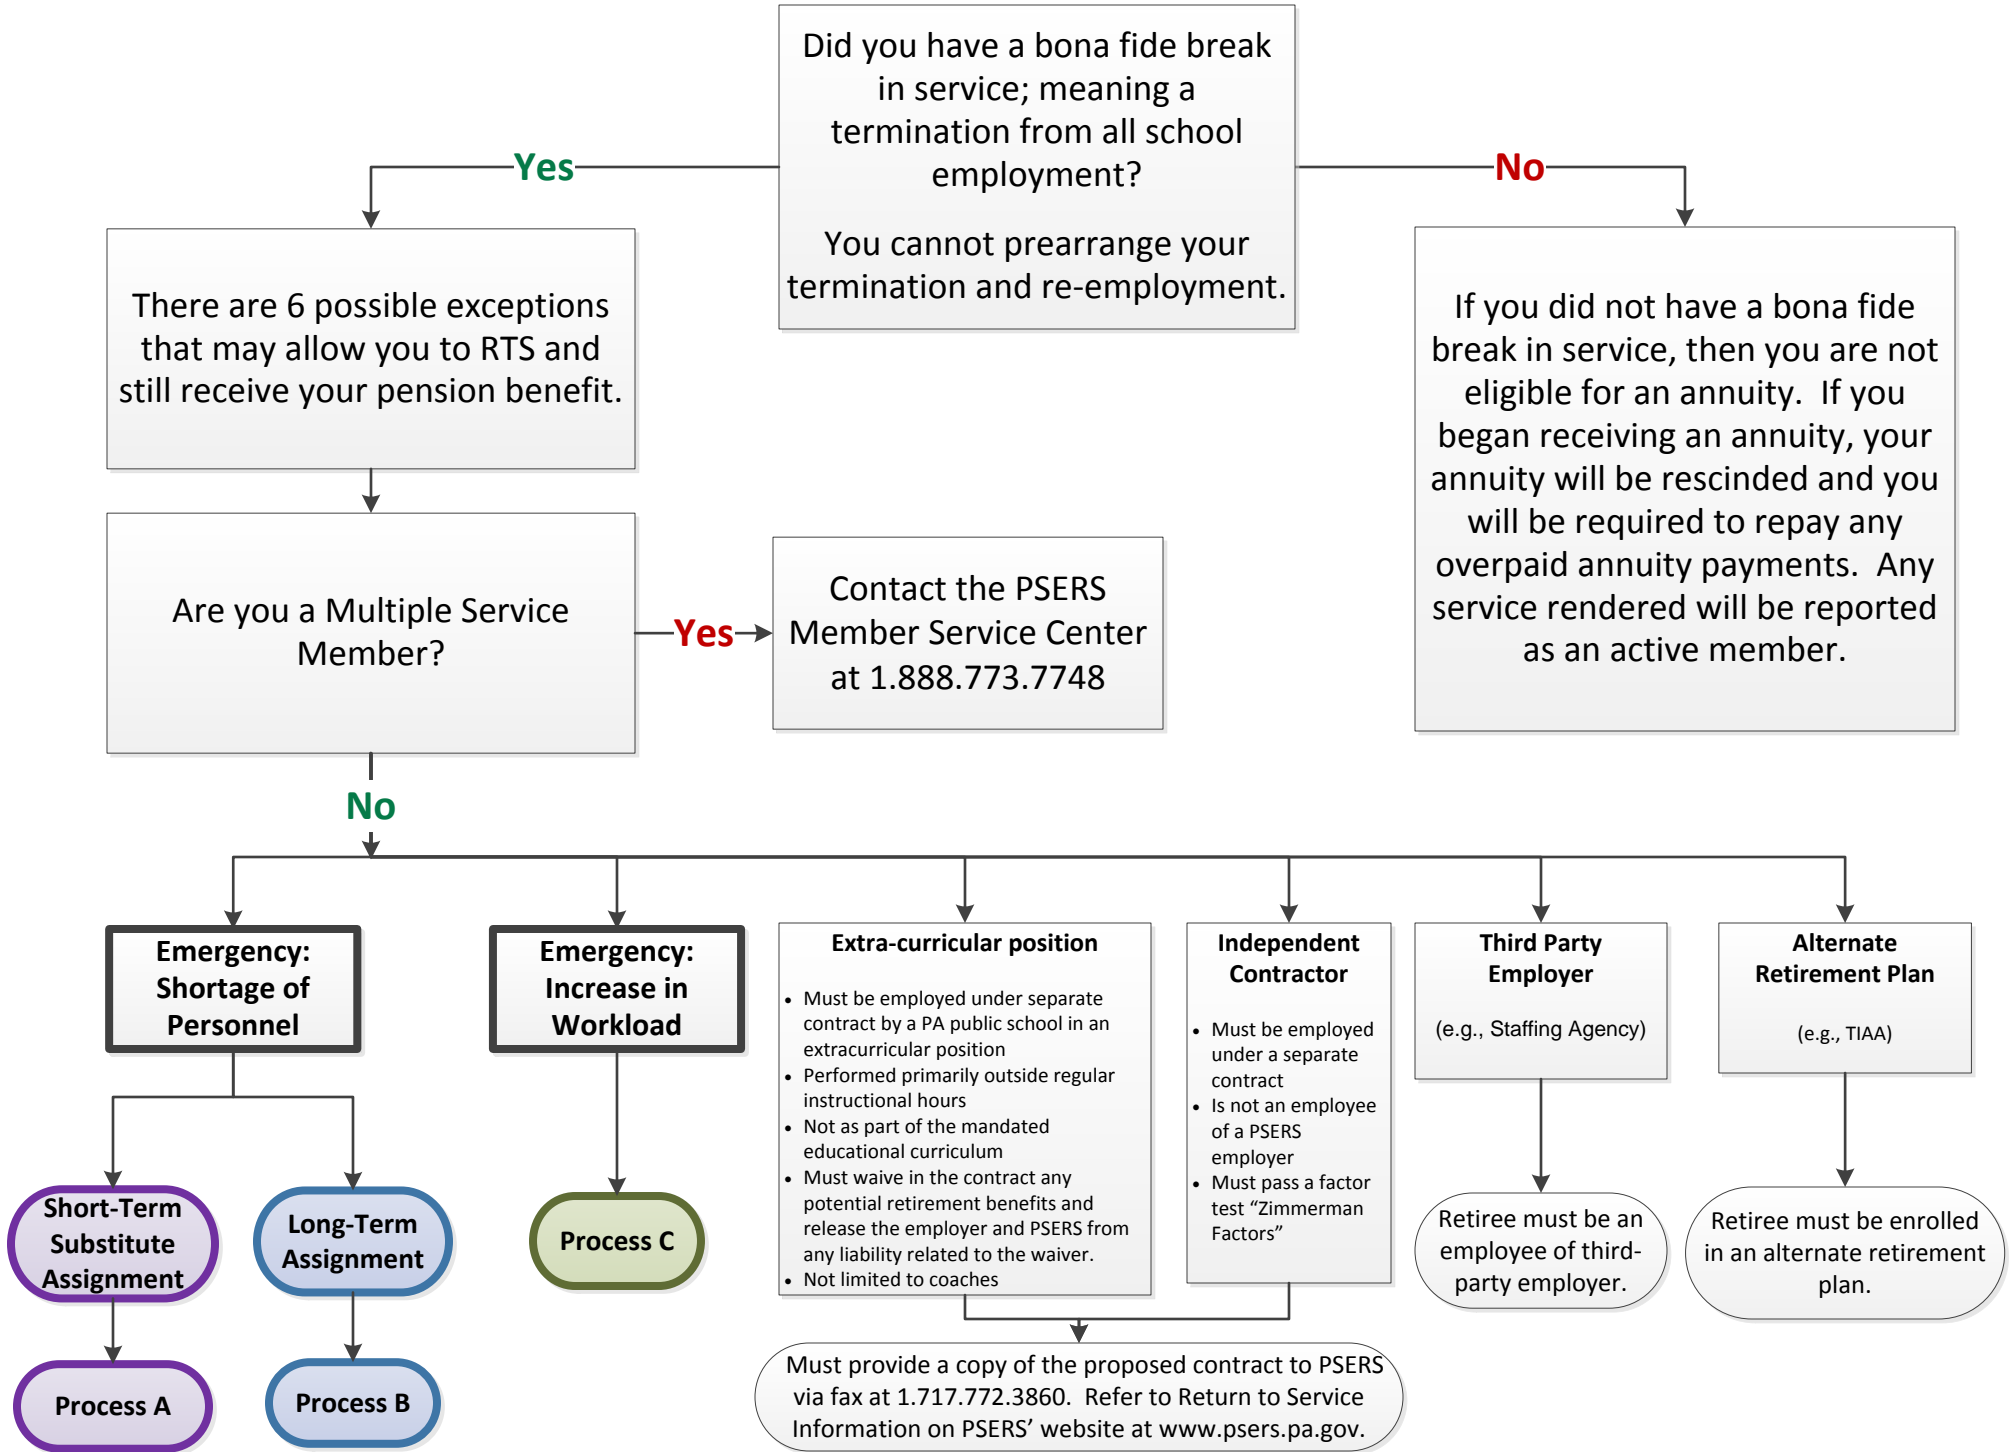 Did you have a bona fide break
in service; meaning a
termination from all school
employment?
You cannot prearrange your
termination and re-employment.
Yes
No
There are 6 possible exceptions
that may allow you to RTS and
still receive your pension benefit.
If you did not have a bona fide
break in service, then you are not
eligible for an annuity.  If you
began receiving an annuity, your
annuity will be rescinded and you
will be required to repay any
overpaid annuity payments.  Any
service rendered will be reported
as an active member.
Are you a Multiple Service
Member?
Yes
Contact the PSERS
Member Service Center
at 1.888.773.7748
No
Emergency:
Shortage of
Personnel
Emergency:
Increase in
Workload
Extra-curricular position
• Must be employed under separate
contract by a PA public school in an
extracurricular position
• Performed primarily outside regular
instructional hours
• Not as part of the mandated
educational curriculum
• Must waive in the contract any
potential retirement benefits and
release the employer and PSERS from
any liability related to the waiver.
• Not limited to coaches
Independent
Contractor
• Must be employed
under a separate
contract
• Is not an employee
of a PSERS
employer
• Must pass a factor
test “Zimmerman
Factors”
Third Party
Employer
(e.g., Staffing Agency)
Alternate
Retirement Plan
(e.g., TIAA)
Short-Term
Substitute
Assignment
Long-Term
Assignment
Process C
Retiree must be an
employee of third-
party employer.
Retiree must be enrolled
in an alternate retirement
plan.
Process A
Process B
Must provide a copy of the proposed contract to PSERS
via fax at 1.717.772.3860.  Refer to Return to Service
Information on PSERS’ website at www.psers.pa.gov.